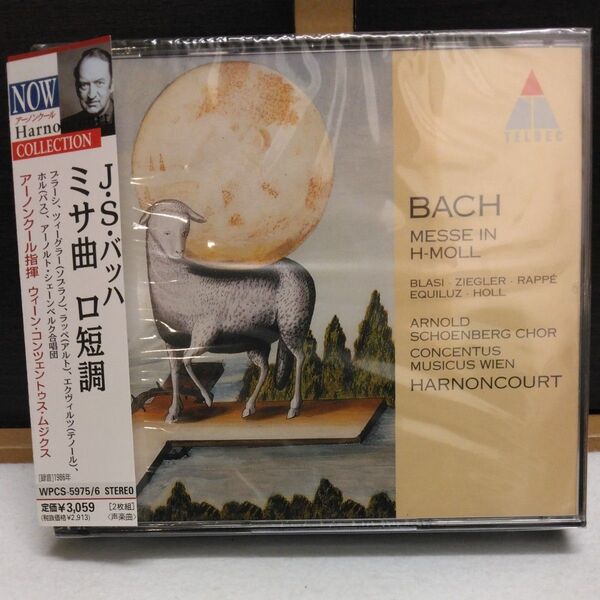 NOW
アーノンクール
Harno
COLLECTION
J・S・バッハ
ミサ曲 ロ短調
ブラーシ、ツィーグラー(ソプラノ)、ラッペ(アルト)、エクヴィルツ(テノール)、
ホル(バス)、アーノルト・シェーンベルク合唱団
アーノンクール指揮 ウィーン・コンツェントゥス・ムジクス
[録音]1986年
WPCS-5975/6 STEREO
定価¥3,059 [2枚組]
(税抜価格¥2,913) 〈声楽曲〉
TELDEC
BACH
MESSE IN
H-MOLL
BLASI · ZIEGLER · RAPPÉ
EQUILUZ · HOLL
ARNOLD
SCHOENBERG CHOR
CONCENTUS
MUSICUS WIEN
HARNONCOURT